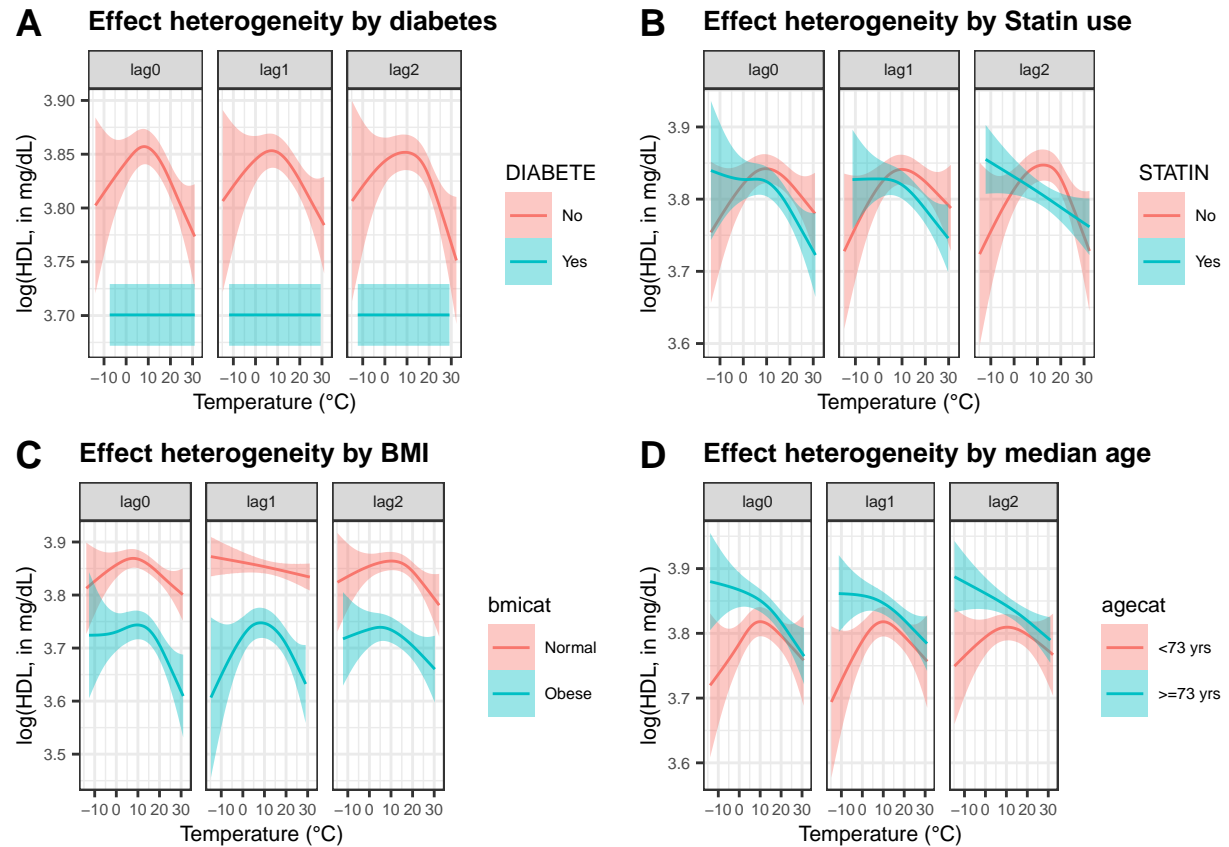 A Effect heterogeneity by diabetes
lag0 lag1 lag2
3.90
3.85
3.80
3.75
3.70
log(HDL, in mg/dL)
−10 0 10 20 30 −10 0 10 20 30 −10 0 10 20 30
Temperature (°C)
DIABETE
No
Yes
B Effect heterogeneity by Statin use
lag0 lag1 lag2
3.9
3.8
3.7
3.6
log(HDL, in mg/dL)
−10 0 10 20 30 −10 0 10 20 30 −10 0 10 20 30
Temperature (°C)
STATIN
No
Yes
C Effect heterogeneity by BMI
lag0 lag1 lag2
3.9
3.8
3.7
3.6
3.5
log(HDL, in mg/dL)
−10 0 10 20 30 −10 0 10 20 30 −10 0 10 20 30
Temperature (°C)
bmicat
Normal
Obese
D Effect heterogeneity by median age
lag0 lag1 lag2
3.9
3.8
3.7
3.6
log(HDL, in mg/dL)
−10 0 10 20 30 −10 0 10 20 30 −10 0 10 20 30
Temperature (°C)
agecat
<73 yrs
>=73 yrs